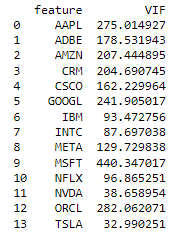 feature VIF
0 AAPL 275.014927
1 ADBE 178.531943
2 AMZN 207.444895
3 CRM 204.690745
4 CSCO 162.229964
5 GOOGL 241.905017
6 IBM 93.472756
7 INTC 87.697038
8 META 129.729838
9 MSFT 440.347017
10 NFLX 96.865251
11 NVDA 38.658954
12 ORCL 282.062071
13 TSLA 32.990251